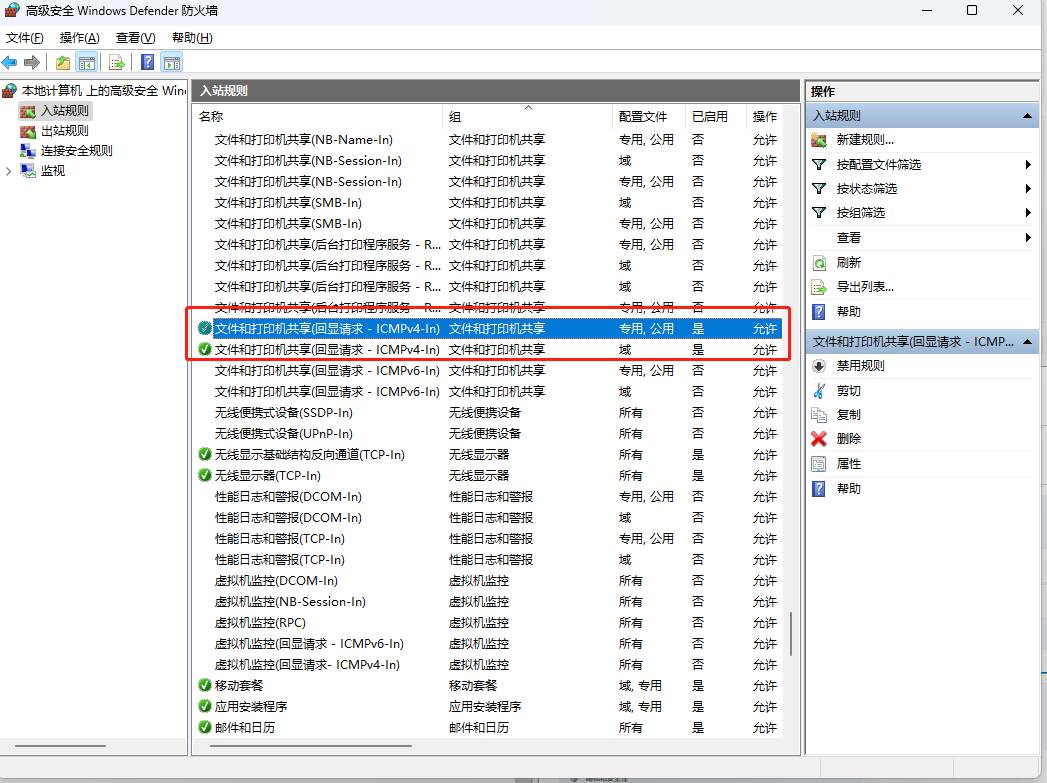 高级安全 Windows Defender 防火墙
文件(F) 操作(A) 查看(V) 帮助(H)
本地计算机 上的高级安全 Win
入站规则
出站规则
连接安全规则
监视
入站规则
名称 组 配置文件 已启用 操作
文件和打印机共享(NB-Name-In) 文件和打印机共享 专用, 公用 否 允许
文件和打印机共享(NB-Session-In) 文件和打印机共享 域 否 允许
文件和打印机共享(NB-Session-In) 文件和打印机共享 专用, 公用 否 允许
文件和打印机共享(SMB-In) 文件和打印机共享 域 否 允许
文件和打印机共享(SMB-In) 文件和打印机共享 专用, 公用 否 允许
文件和打印机共享(后台打印程序服务 - R... 文件和打印机共享 专用, 公用 否 允许
文件和打印机共享(后台打印程序服务 - R... 文件和打印机共享 域 否 允许
文件和打印机共享(后台打印程序服务 - R... 文件和打印机共享 域 否 允许
文件和打印机共享(后台打印程序服务 - R... 文件和打印机共享 专用, 公用 否 允许
文件和打印机共享(回显请求 - ICMPv4-In) 文件和打印机共享 专用, 公用 是 允许
文件和打印机共享(回显请求 - ICMPv4-In) 文件和打印机共享 域 是 允许
文件和打印机共享(回显请求 - ICMPv6-In) 文件和打印机共享 专用, 公用 否 允许
文件和打印机共享(回显请求 - ICMPv6-In) 文件和打印机共享 域 否 允许
无线便携式设备(SSDP-In) 无线便携设备 所有 否 允许
无线便携式设备(UPnP-In) 无线便携设备 所有 否 允许
无线显示基础结构反向通道(TCP-In) 无线显示器 所有 是 允许
无线显示器(TCP-In) 无线显示器 所有 是 允许
性能日志和警报(DCOM-In) 性能日志和警报 专用, 公用 否 允许
性能日志和警报(DCOM-In) 性能日志和警报 域 否 允许
性能日志和警报(TCP-In) 性能日志和警报 专用, 公用 否 允许
性能日志和警报(TCP-In) 性能日志和警报 域 否 允许
虚拟机监控(DCOM-In) 虚拟机监控 所有 否 允许
虚拟机监控(NB-Session-In) 虚拟机监控 所有 否 允许
虚拟机监控(RPC) 虚拟机监控 所有 否 允许
虚拟机监控(回显请求 - ICMPv6-In) 虚拟机监控 所有 否 允许
虚拟机监控(回显请求- ICMPv4-In) 虚拟机监控 所有 否 允许
移动套餐 移动套餐 域, 专用 是 允许
应用安装程序 应用安装程序 域, 专用 是 允许
邮件和日历 邮件和日历 所有 是 允许
操作
入站规则
新建规则...
按配置文件筛选
按状态筛选
按组筛选
查看
刷新
导出列表...
帮助
文件和打印机共享(回显请求 - ICMP...
禁用规则
剪切
复制
删除
属性
帮助